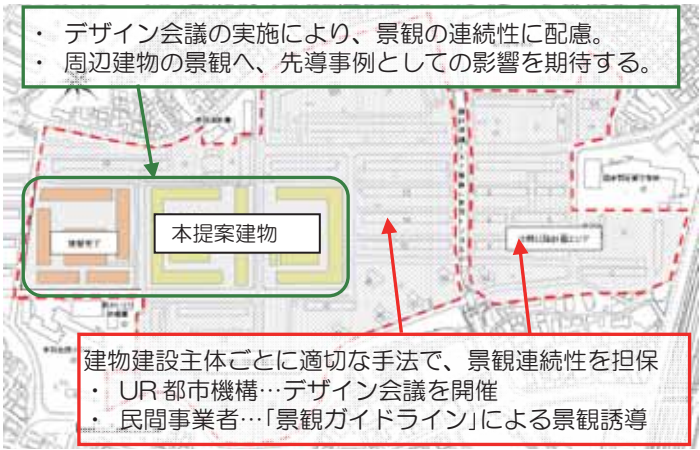 ・ デザイン会議の実施により、景観の連続性に配慮。
・ 周辺建物の景観へ、先導事例としての影響を期待する。
本提案建物
建物建設主体ごとに適切な手法で、景観連続性を担保
・ UR都市機構…デザイン会議を開催
・ 民間事業者…「景観ガイドライン」による景観誘導